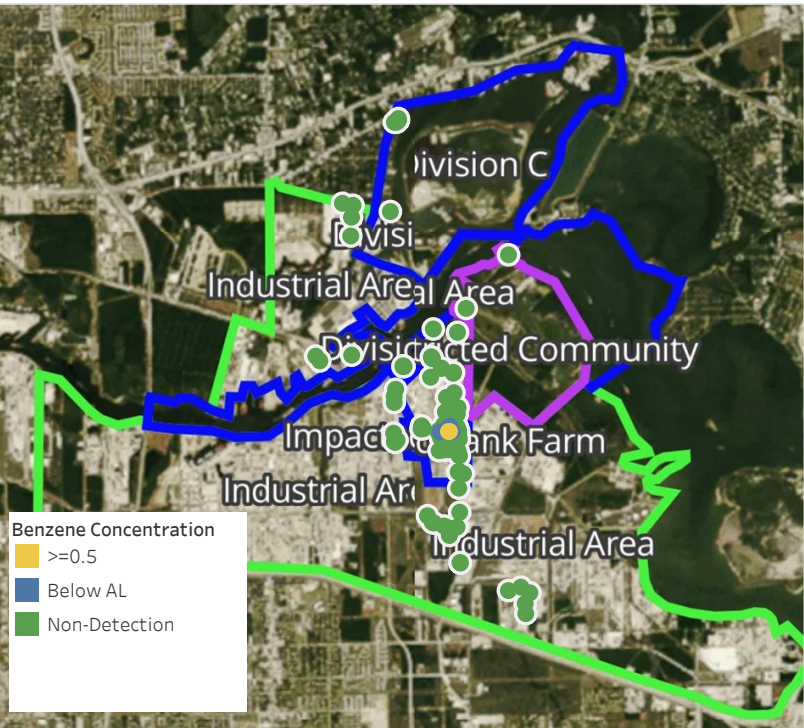 Division C
Divisi
Industrial Are
al Area
Divisi
cted Community
Impac
ank Farm
Industrial Are
Industrial Area
Benzene Concentration
>=0.5
Below AL
Non-Detection